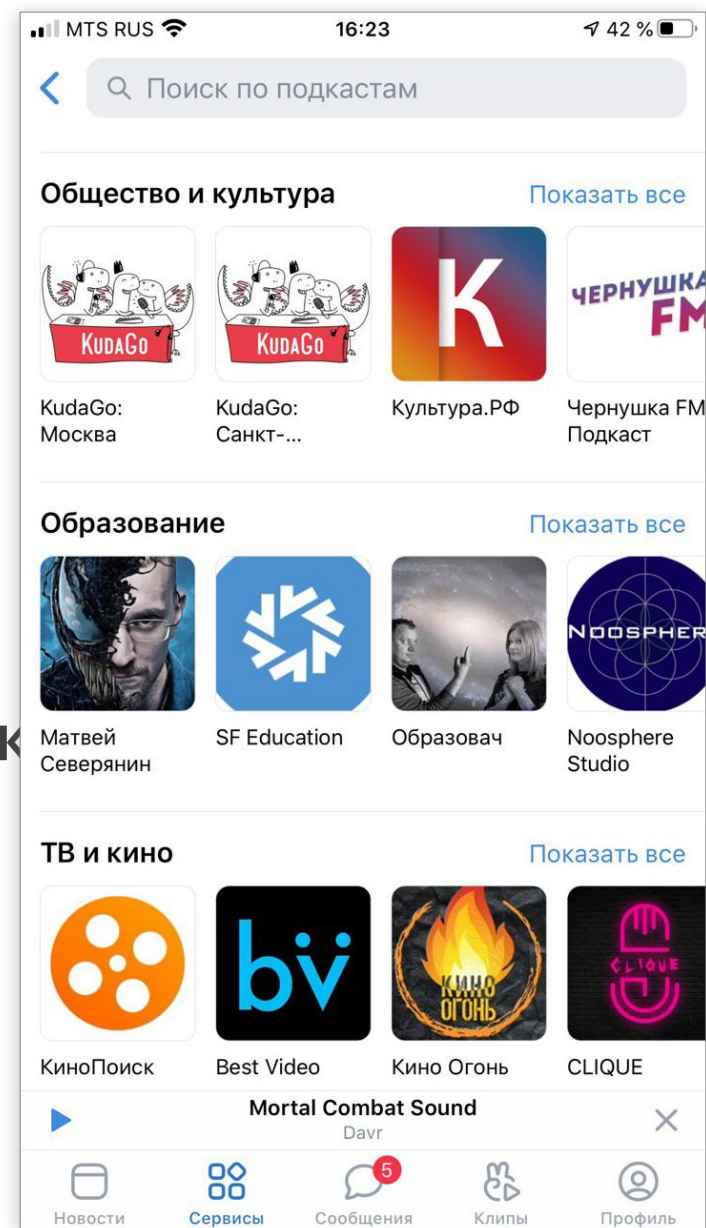 MTS RUS 16:23 42 %
Поиск по подкастам
Общество и культура Показать все
KUDAGO KUDAGO К ЧЕРНУШКА
FM
KudaGo: KudaGo: Культура.РФ Чернушка FM
Москва Санкт-... Подкаст
Образование Показать все
NOOSPHER
к Матвей SF Education Образовач Noosphere
Северянин Studio
ТВ и кино Показать все
bv КИНО CLIQUE
ОГОНЬ
КиноПоиск Best Video Кино Огонь CLIQUE
Mortal Combat Sound
Davr
5
Новости Сервисы Сообщения Клипы Профиль